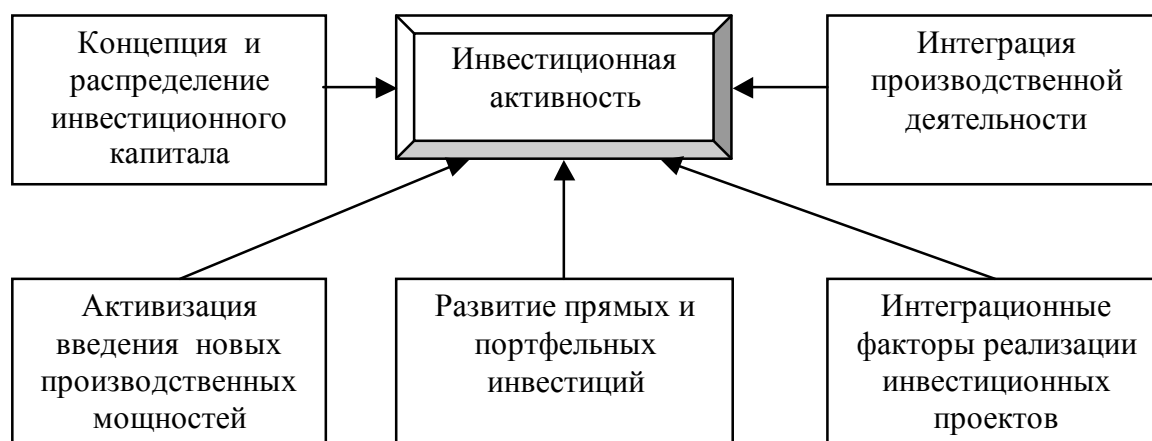 Концепция и
распределение
инвестиционного
капитала
Инвестиционная
активность
Интеграция
производственной
деятельности
Активизация
введения новых
производственных
мощностей
Развитие прямых и
портфельных
инвестиций
Интеграционные
факторы реализации
инвестиционных
проектов